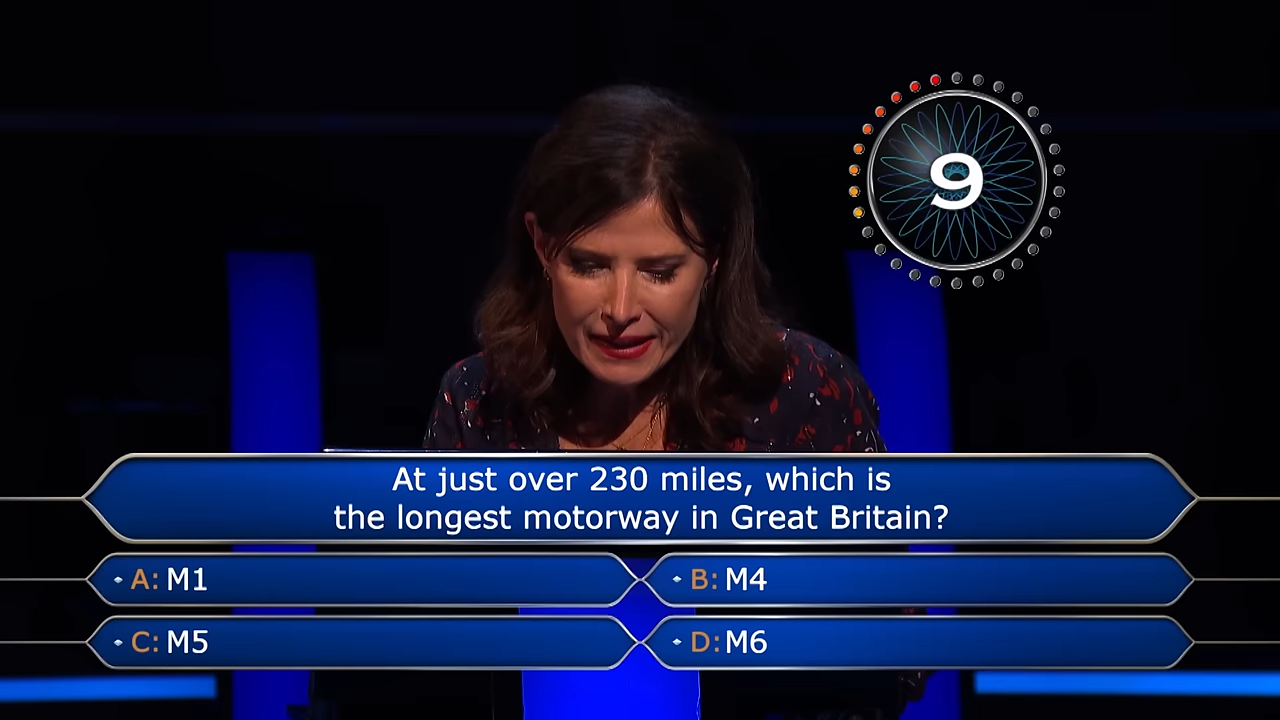 9
At just over 230 miles, which is
the longest motorway in Great Britain?
A: M1
B: M4
C: M5
D: M6